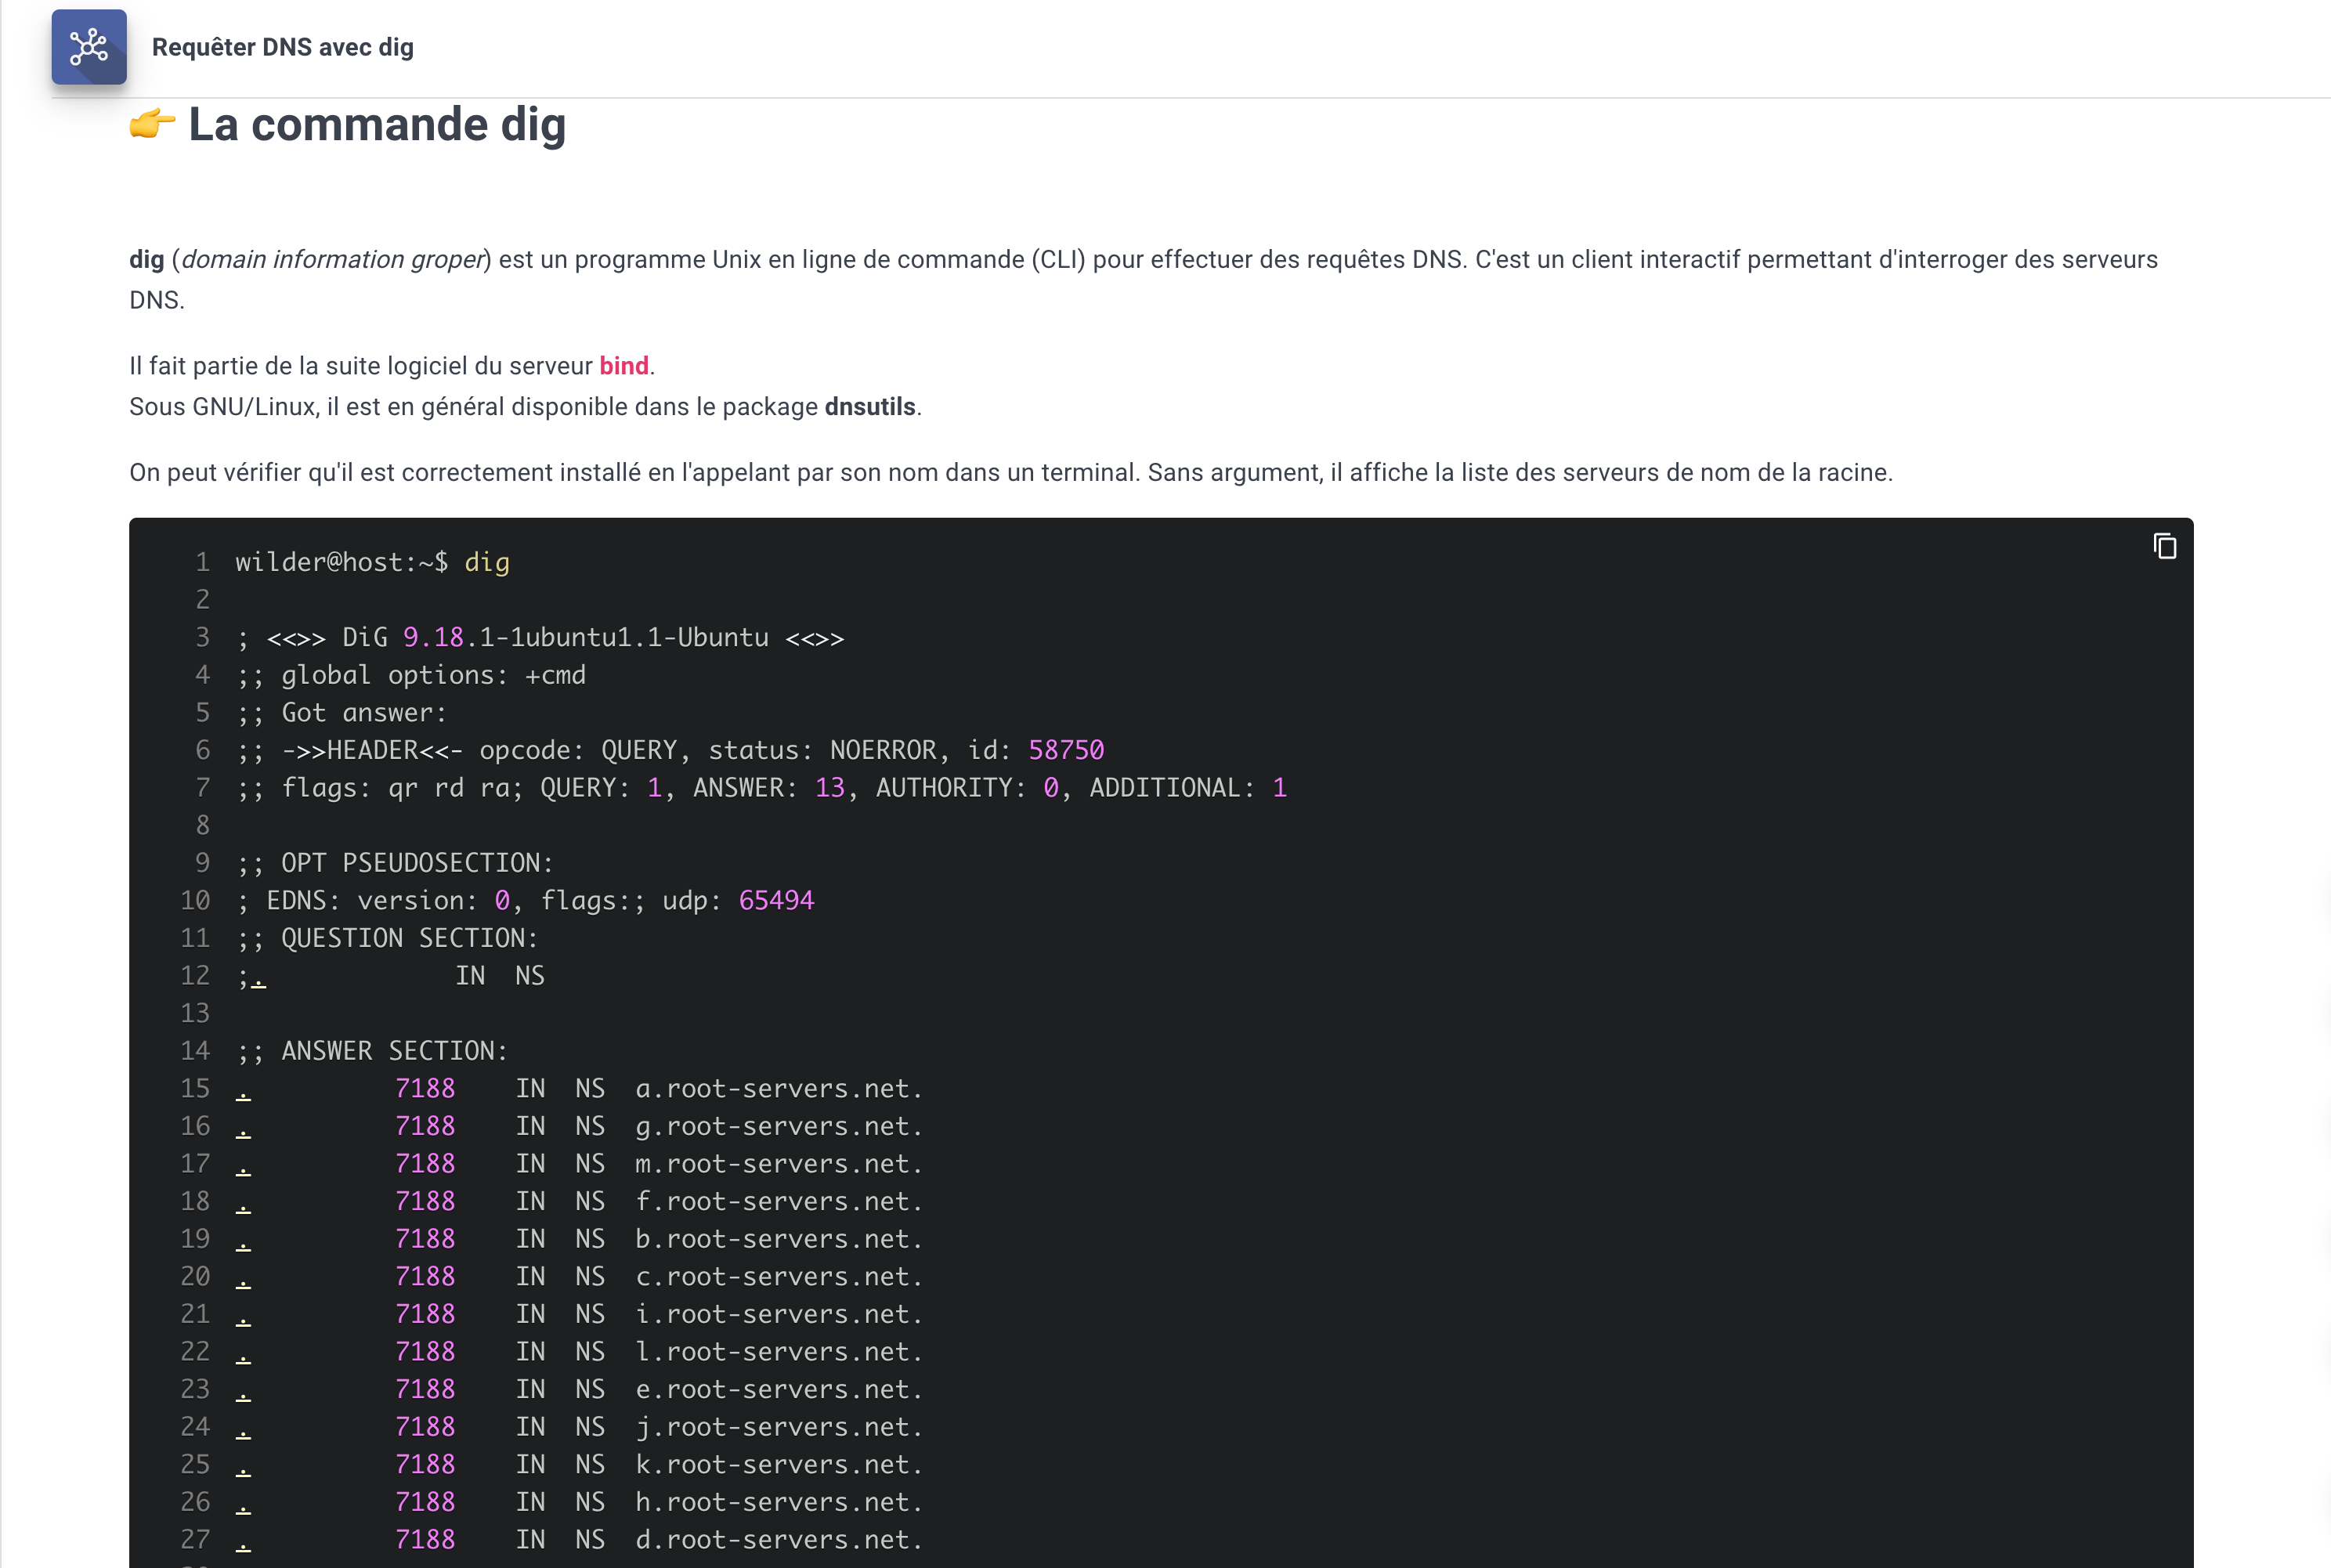 Requêter DNS avec dig
👉 La commande dig
dig (domain information groper) est un programme Unix en ligne de commande (CLI) pour effectuer des requêtes DNS. C'est un client interactif permettant d'interroger des serveurs
DNS.
Il fait partie de la suite logiciel du serveur bind.
Sous GNU/Linux, il est en général disponible dans le package dnsutils.
On peut vérifier qu'il est correctement installé en l'appelant par son nom dans un terminal. Sans argument, il affiche la liste des serveurs de nom de la racine.
1 wilder@host:~$ dig
2
3 ; <<>> DiG 9.18.1-1ubuntu1.1-Ubuntu <<>>
4 ;; global options: +cmd
5 ;; Got answer:
6 ;; ->>HEADER<<- opcode: QUERY, status: NOERROR, id: 58750
7 ;; flags: qr rd ra; QUERY: 1, ANSWER: 13, AUTHORITY: 0, ADDITIONAL: 1
8
9 ;; OPT PSEUDOSECTION:
10 ; EDNS: version: 0, flags:; udp: 65494
11 ;; QUESTION SECTION:
12 ;. IN NS
13
14 ;; ANSWER SECTION:
15 . 7188 IN NS a.root-servers.net.
16 . 7188 IN NS g.root-servers.net.
17 . 7188 IN NS m.root-servers.net.
18 . 7188 IN NS f.root-servers.net.
19 . 7188 IN NS b.root-servers.net.
20 . 7188 IN NS c.root-servers.net.
21 . 7188 IN NS i.root-servers.net.
22 . 7188 IN NS l.root-servers.net.
23 . 7188 IN NS e.root-servers.net.
24 . 7188 IN NS j.root-servers.net.
25 . 7188 IN NS k.root-servers.net.
26 . 7188 IN NS h.root-servers.net.
27 . 7188 IN NS d.root-servers.net.